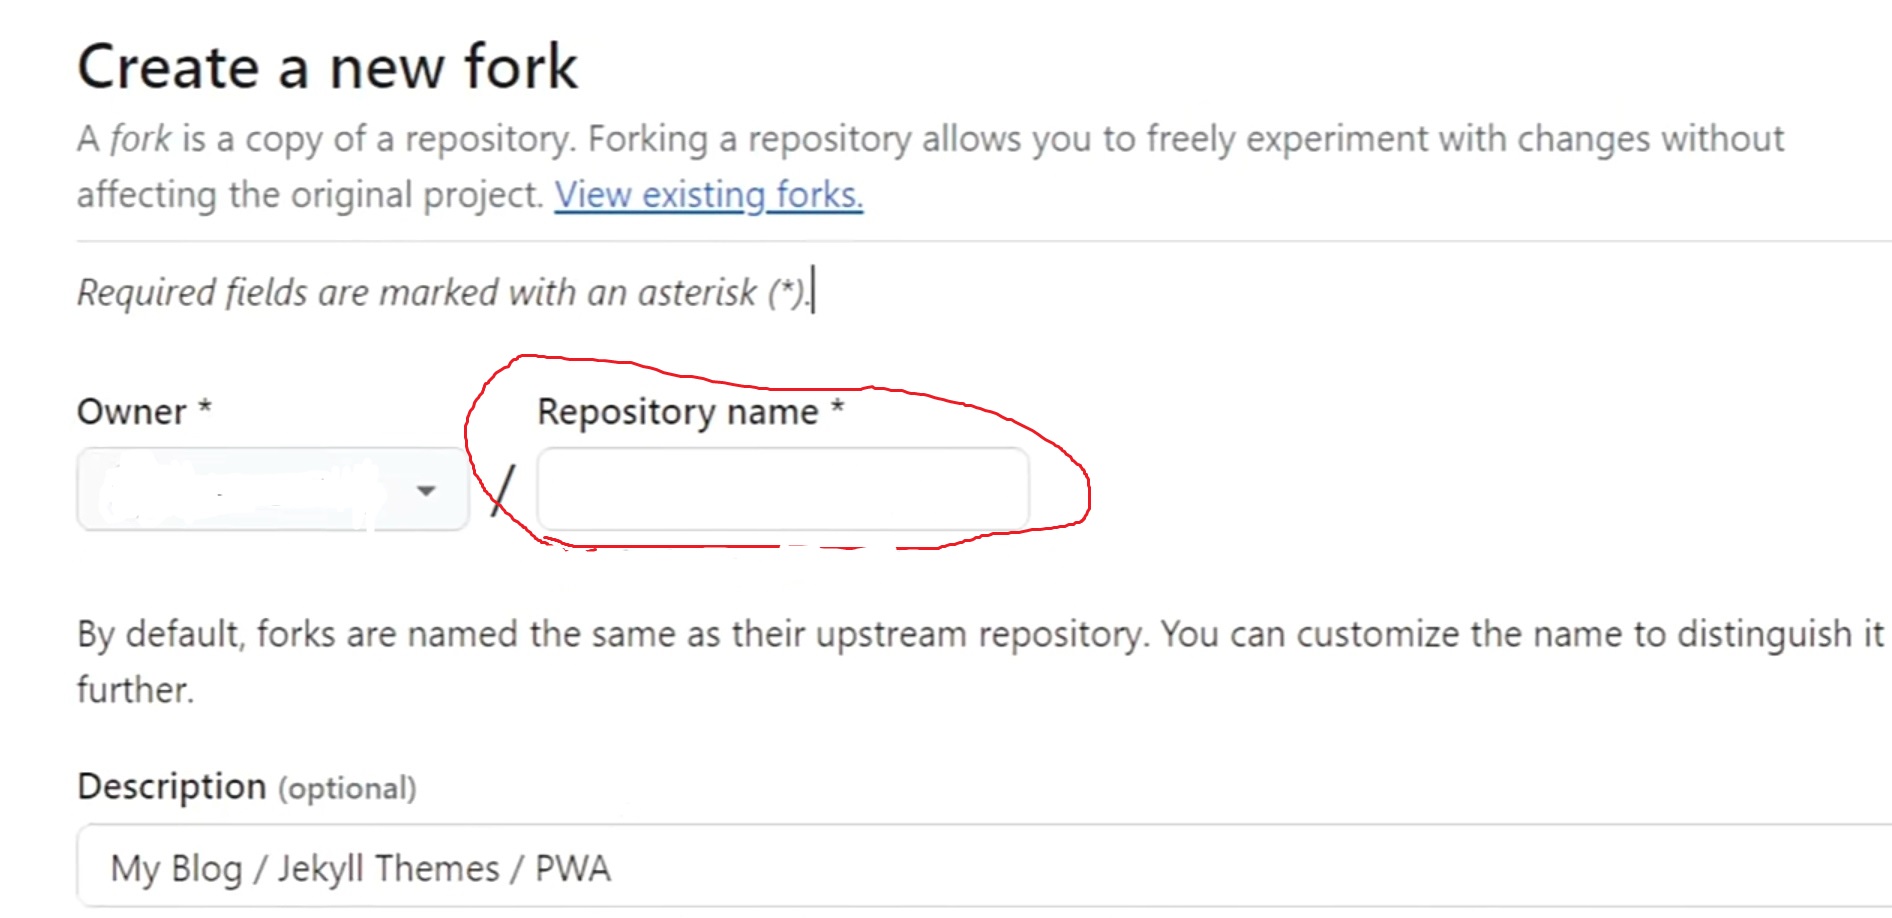 Create a new fork
A fork is a copy of a repository. Forking a repository allows you to freely experiment with changes without
affecting the original project. View existing forks.
Required fields are marked with an asterisk (*).
Owner *
Repository name *
/
By default, forks are named the same as their upstream repository. You can customize the name to distinguish it
further.
Description (optional)
My Blog / Jekyll Themes / PWA